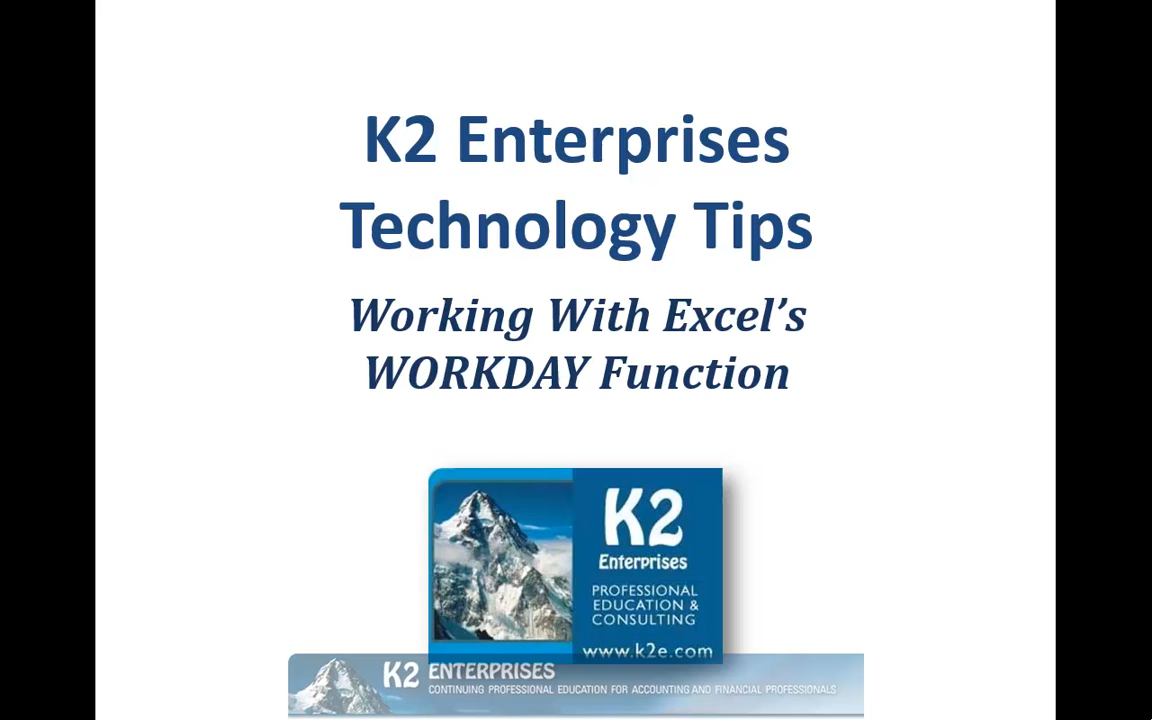 K2 Enterprises
Technology Tips
Working With Excel’s
WORKDAY Function
K2
Enterprises
PROFESSIONAL
EDUCATION &
CONSULTING
www.k2e.com
K2 ENTERPRISES
CONTINUING PROFESSIONAL EDUCATION FOR ACCOUNTING AND FINANCIAL PROFESSIONALS